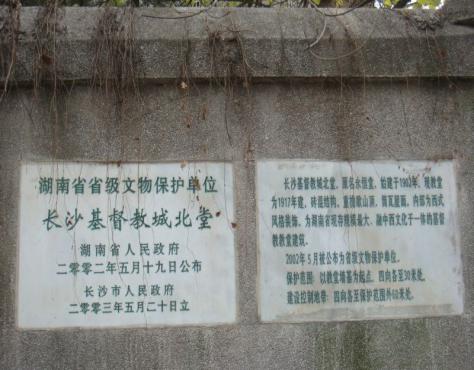 湖南省省级文物保护单位
长沙基督教城北堂
湖南省人民政府
二零零二年五月十九日公布
长沙市人民政府
二零零三年五月二十日立
长沙基督教城北堂，原名永恒堂，始建于1902年，现教堂
为1917年建，砖混结构，重檐歇山顶，筒瓦屋面，内部为西式
风格装饰，为湖南省现存规模最大、融中西文化于一体的基督
教教堂建筑。
2002年5月被公布为省级文物保护单位。
保护范围：以教堂墙基为起点，四向各至30米处。
建设控制地带：四向各至保护范围外60米处。